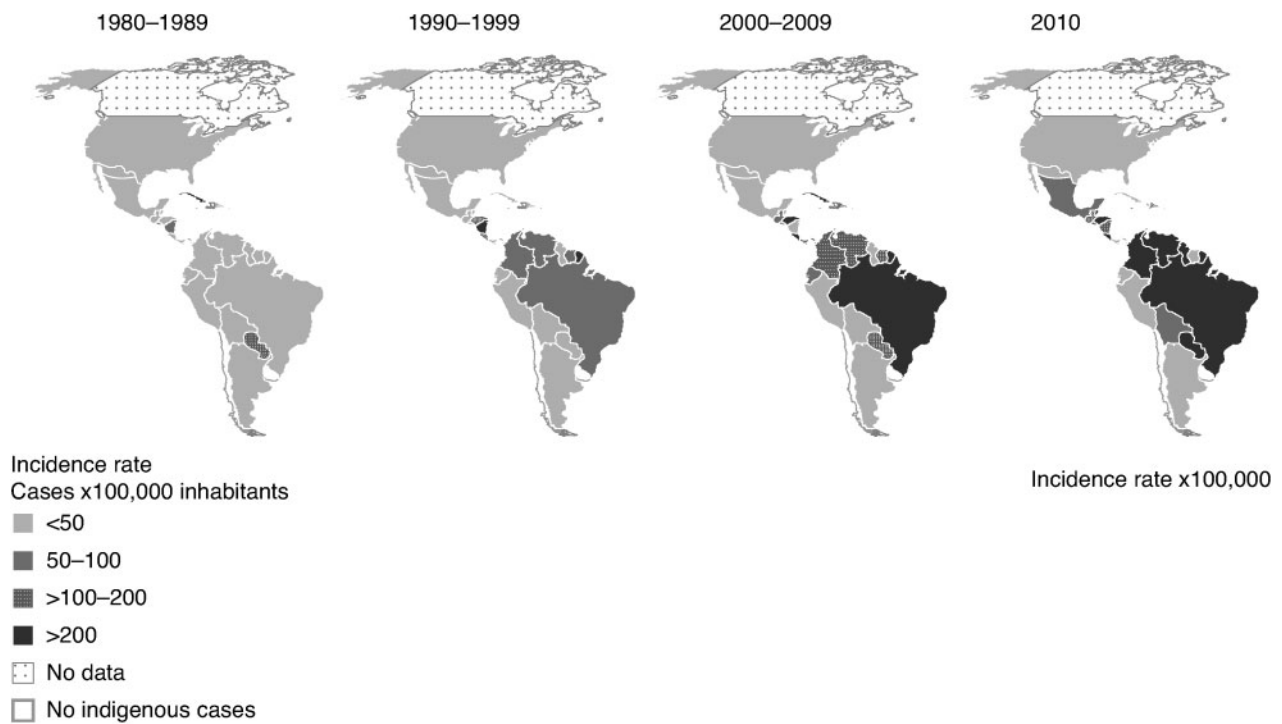 1980–1989
1990–1999
2000–2009
2010
Incidence rate
Cases x100,000 inhabitants
<50
50–100
>100–200
>200
No data
No indigenous cases
Incidence rate x100,000